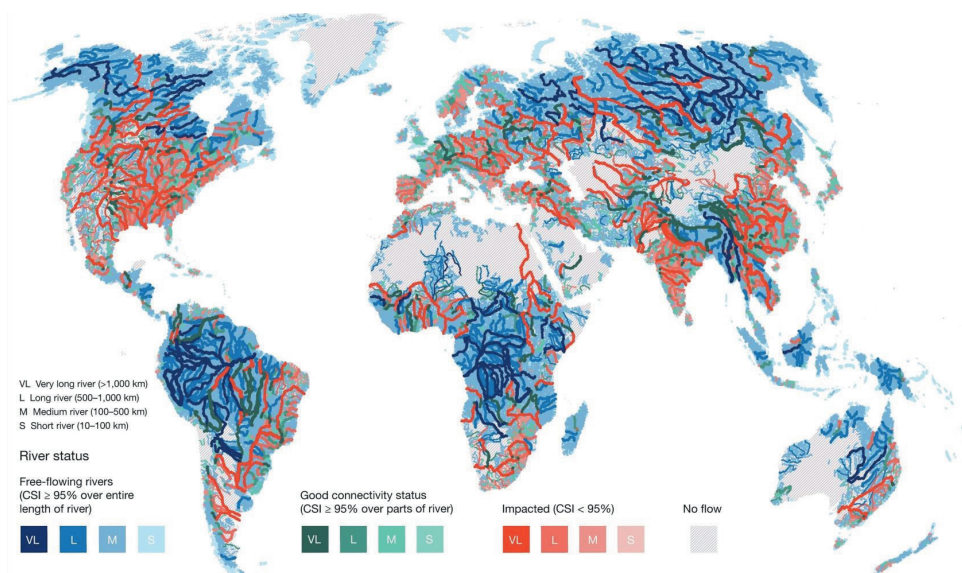 VL Very long river (>1,000 km)
L Long river (500–1,000 km)
M Medium river (100–500 km)
S Short river (10–100 km)
River status
Free-flowing rivers
(CSI ≥ 95% over entire
length of river)
VL L M S
Good connectivity status
(CSI ≥ 95% over parts of river)
VL L M S
Impacted (CSI < 95%)
VL L M S
No flow